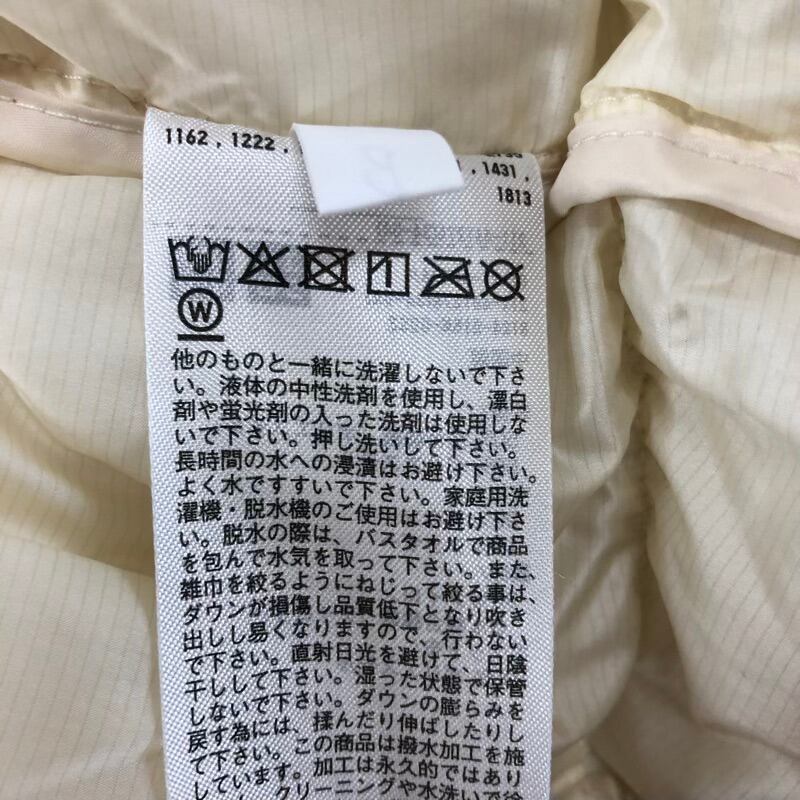 1162 , 1222 ,
, 1431 ,
1813
W
他のものと一緒に洗濯しないで下さ
い。液体の中性洗剤を使用し、漂白
剤や蛍光剤の入った洗剤は使用しな
いで下さい。押し洗いして下さい。
長時間の水への浸漬はお避け下さい。
よく水ですすいで下さい。家庭用洗
濯機・脱水機のご使用はお避け下さ
い。脱水の際は、バスタオルで商品
を包んで水気を取って下さい。また、
雑巾を絞るようにねじって絞る事は、
ダウンが損傷し品質低下となり吹き
出しし易くなりますので、行わない
で下さい。直射日光を避けて、日陰
干しして下さい。湿った状態で保管
しないで下さい。ダウンの膨らみを
戻す為には、揉んだり伸ばしたりし
て下さい。この商品は撥水加工を施
しています。加工は永久的ではあり
クリーニングや水洗いで